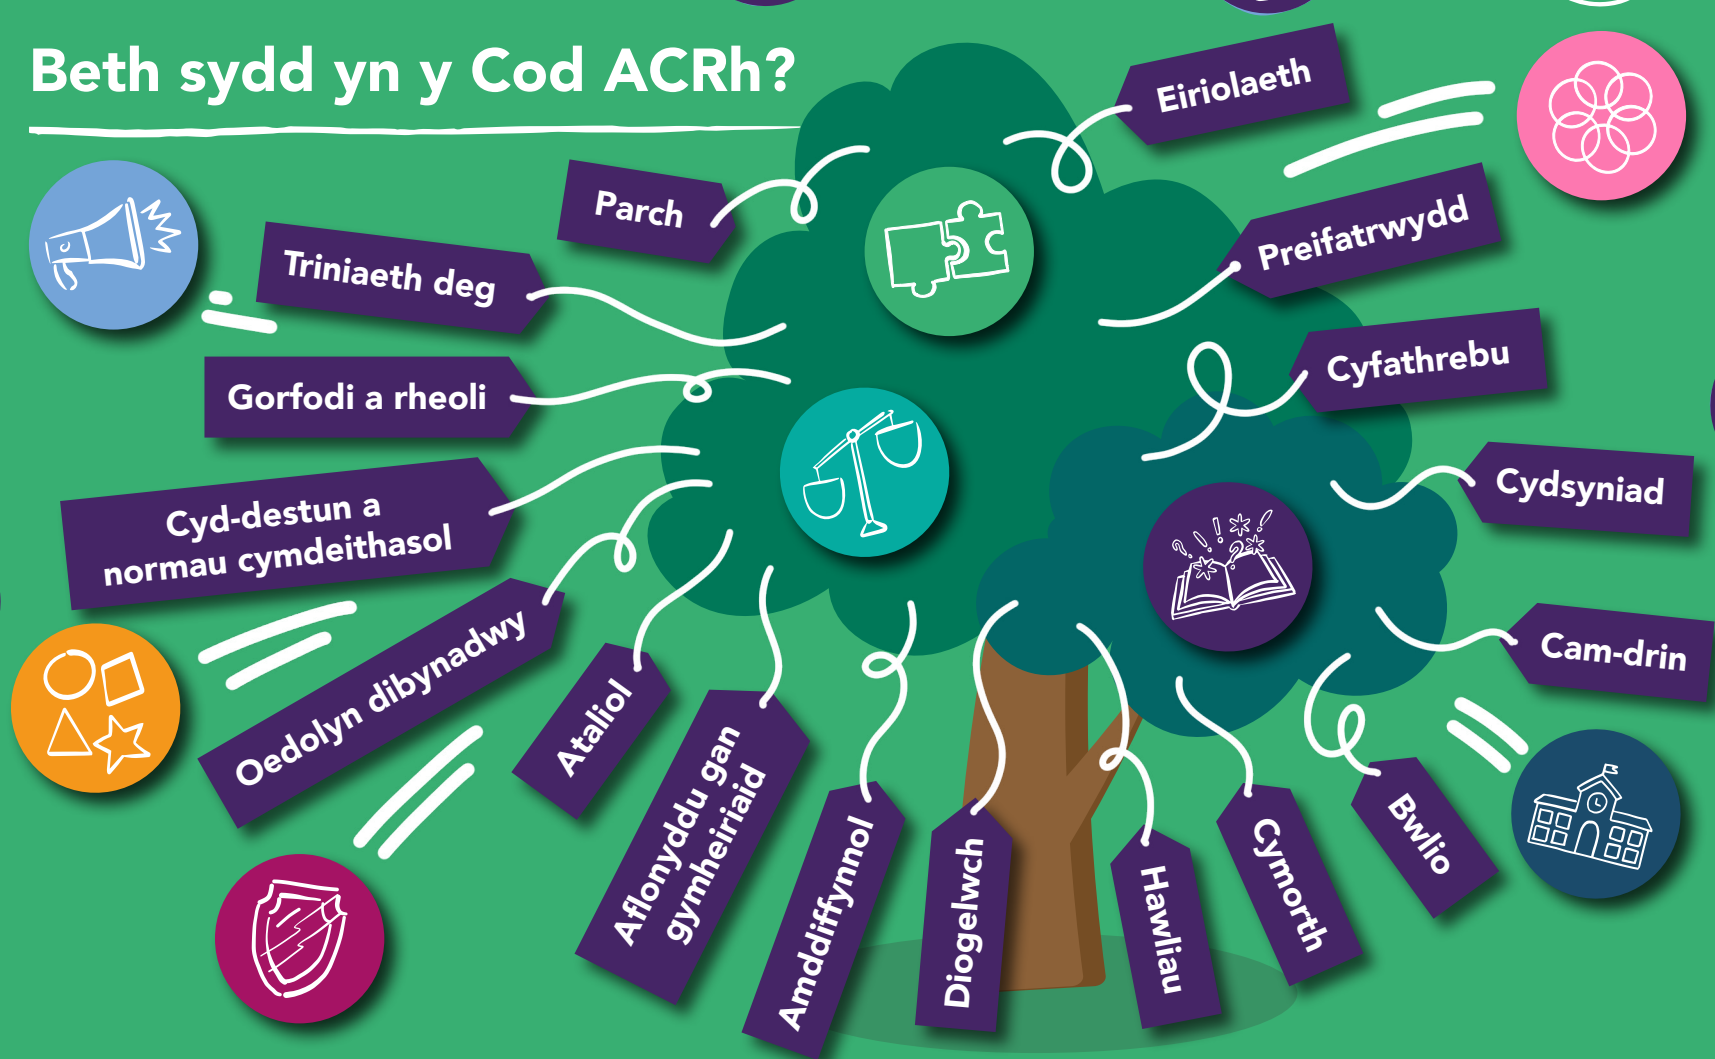 Beth sydd yn y Cod ACRh?
Eiriolaeth
Parch
Preifatrwydd
Triniaeth deg
Cyfathrebu
Gorfodi a rheoli
Cydsyniad
Cyd-destun a
normau cymdeithasol
Cam-drin
Oedolyn dibynadwy
Ataliol
Aflonyddu gan
gymheiriaid
Amddiffynnol
Diogelwch
Hawliau
Cymorth
Bwlio